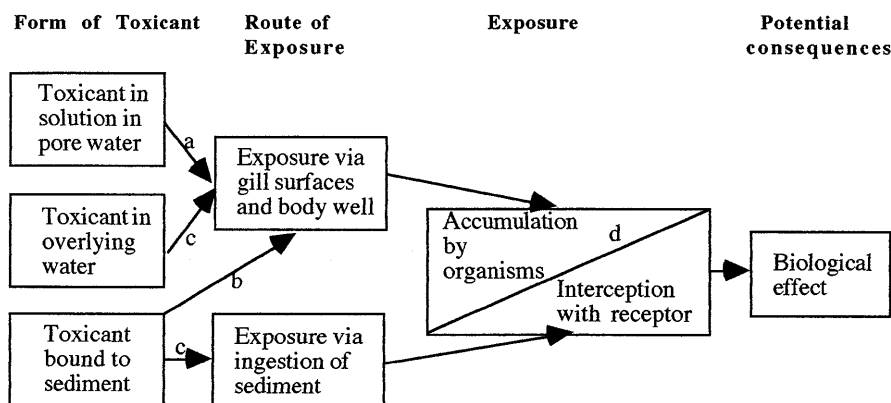 Form of Toxicant
Route of
Exposure
Exposure
Potential
consequences
Toxicant in
solution in
pore water
a
Exposure via
gill surfaces
and body well
Toxicant in
overlying
water
c
b
Toxicant
bound to
sediment
c
Exposure via
ingestion of
sediment
Accumulation
by
organisms
d
Interception
with receptor
Biological
effect